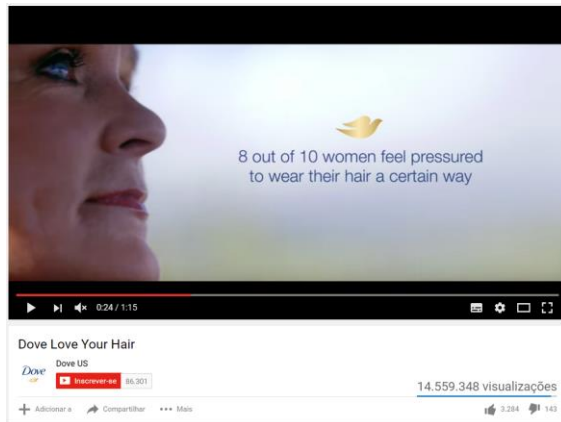 8 out of 10 women feel pressured
to wear their hair a certain way
0:24 / 1:15
Dove Love Your Hair
Dove
Dove US
Inscrever-se 86,301
14.559.348 visualizações
Adicionar a Compartilhar Mais 3.284 143